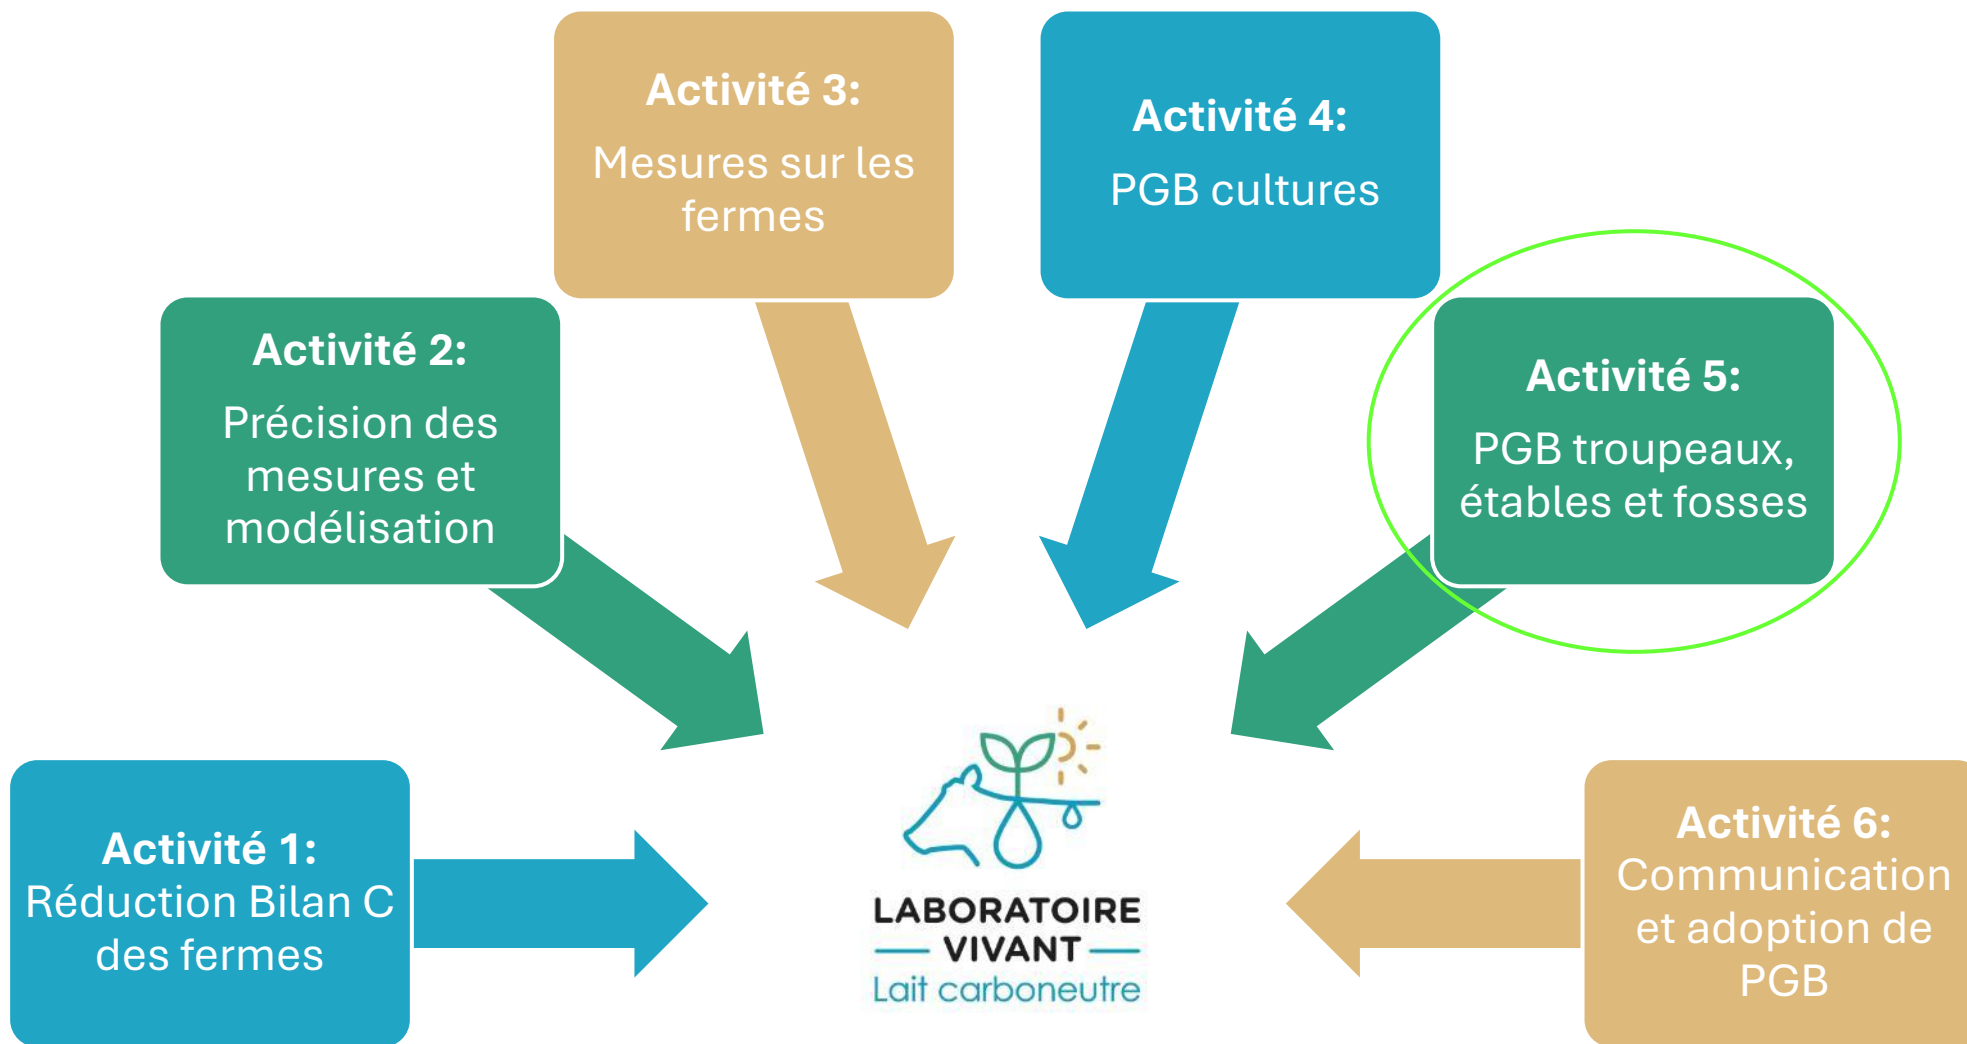 Activité 3:
Mesures sur les
fermes
Activité 4:
PGB cultures
Activité 2:
Précision des
mesures et
modélisation
Activité 5:
PGB troupeaux,
étables et fosses
Activité 1:
Réduction Bilan C
des fermes
LABORATOIRE
VIVANT
Lait carboneutre
Activité 6:
Communication
et adoption de
PGB